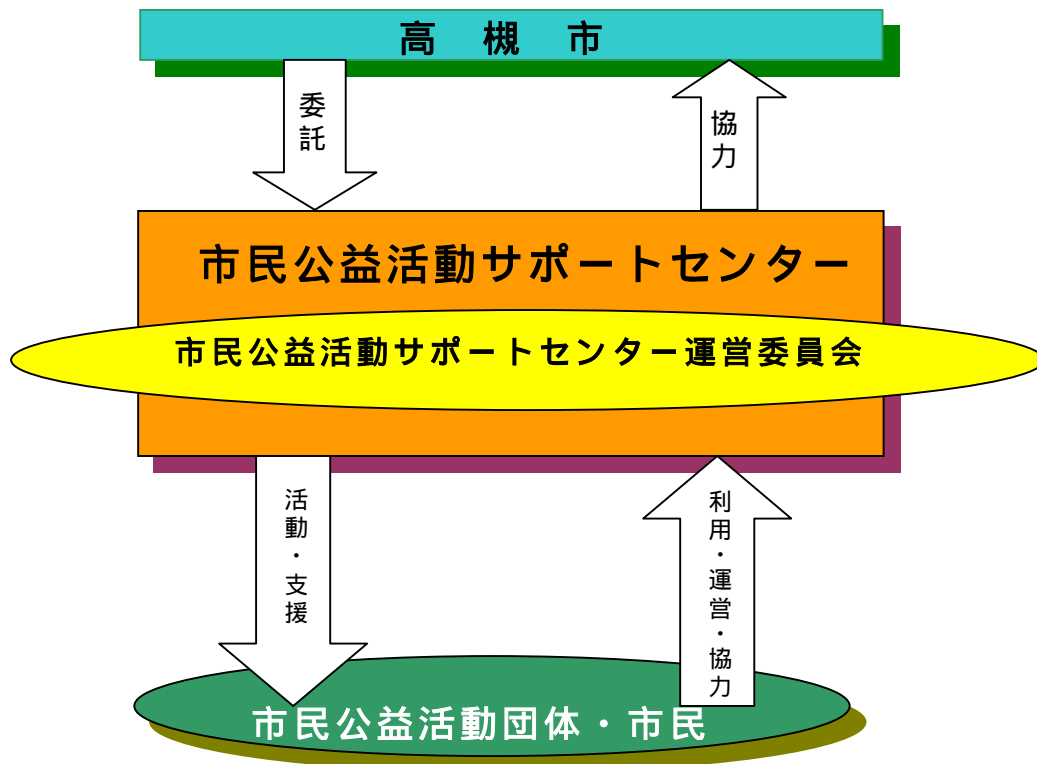 高　槻　市
委託
協力
市民公益活動サポートセンター
市民公益活動サポートセンター運営委員会
活動・支援
利用・運営・協力
市民公益活動団体・市民